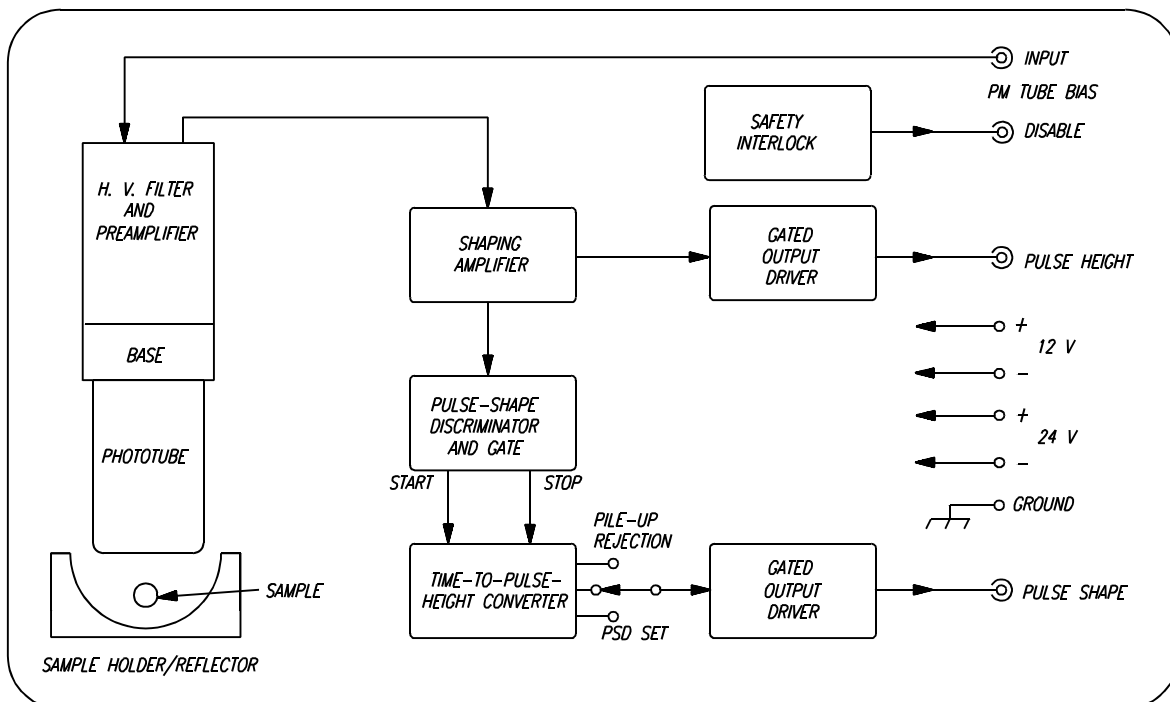 INPUT
PM TUBE BIAS
SAFETY
INTERLOCK
DISABLE
H. V. FILTER
AND
PREAMPLIFIER
SHAPING
AMPLIFIER
GATED
OUTPUT
DRIVER
PULSE HEIGHT
+
12 V
-
BASE
PULSE-SHAPE
DISCRIMINATOR
AND GATE
+
24 V
-
PHOTOTUBE
START
STOP
GROUND
PILE-UP
REJECTION
SAMPLE
TIME-TO-PULSE-
HEIGHT CONVERTER
GATED
OUTPUT
DRIVER
PULSE SHAPE
PSD SET
SAMPLE HOLDER/REFLECTOR